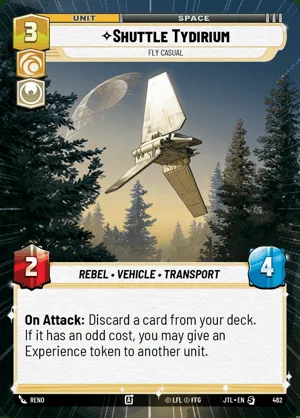 UNIT
SPACE
3
✧SHUTTLE TYDIRIUM
FLY CASUAL
2
4
REBEL • VEHICLE • TRANSPORT
On Attack: Discard a card from your deck.
If it has an odd cost, you may give an
Experience token to another unit.
RENO
© LFL © FFG
JTL • EN
462